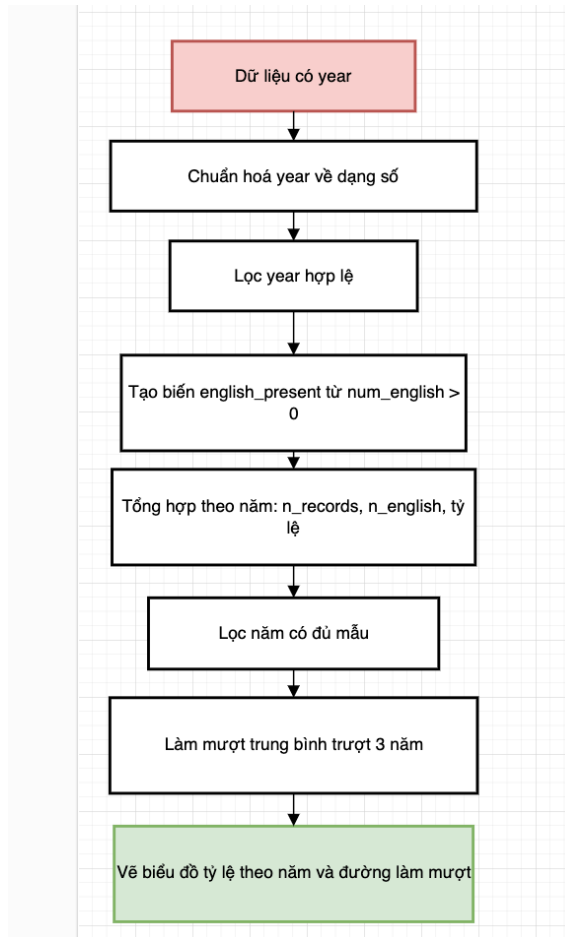 Dữ liệu có year
Chuẩn hoá year về dạng số
Lọc year hợp lệ
Tạo biến english_present từ num_english >
0
Tổng hợp theo năm: n_records, n_english, tỷ
lệ
Lọc năm có đủ mẫu
Làm mượt trung bình trượt 3 năm
Vẽ biểu đồ tỷ lệ theo năm và đường làm mượt